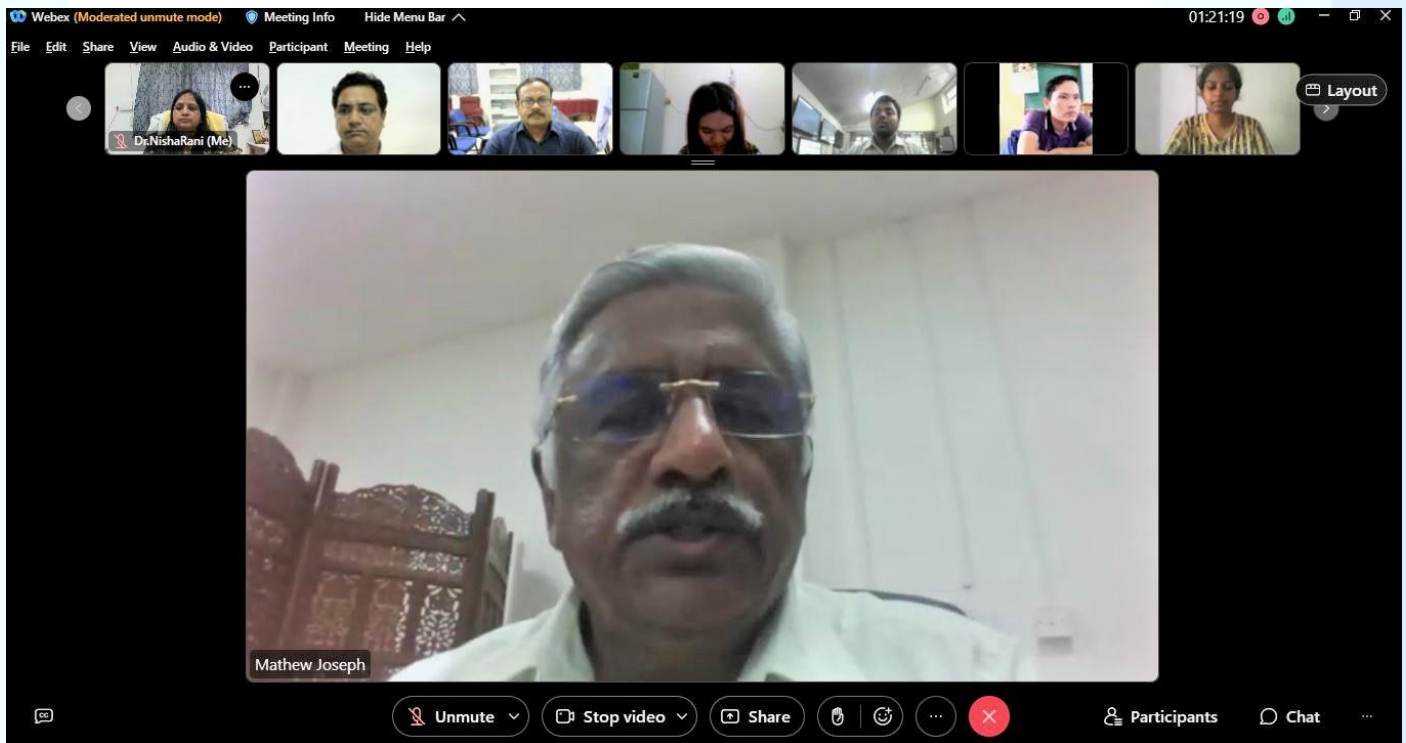 Webex (Moderated unmute mode) Meeting Info Hide Menu Bar 01:21:19
File Edit Share View Audio & Video Participant Meeting Help
Layout
Dr.NishaRani (Me)
Mathew Joseph
CC Unmute Stop video Share Participants Chat